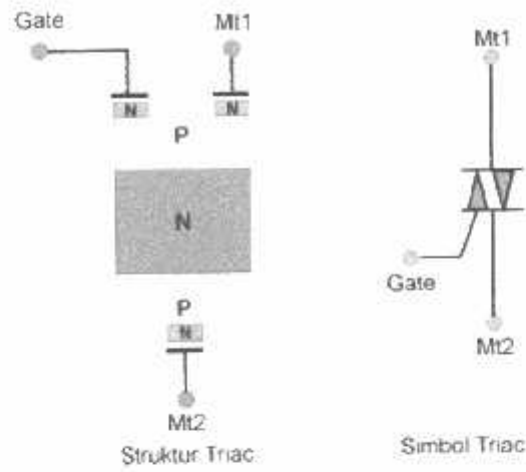 Gate
Mt1
N
N
P
N
P
N
Mt2
Struktur Triac
Mt1
Gate
Mt2
Simbol Triac